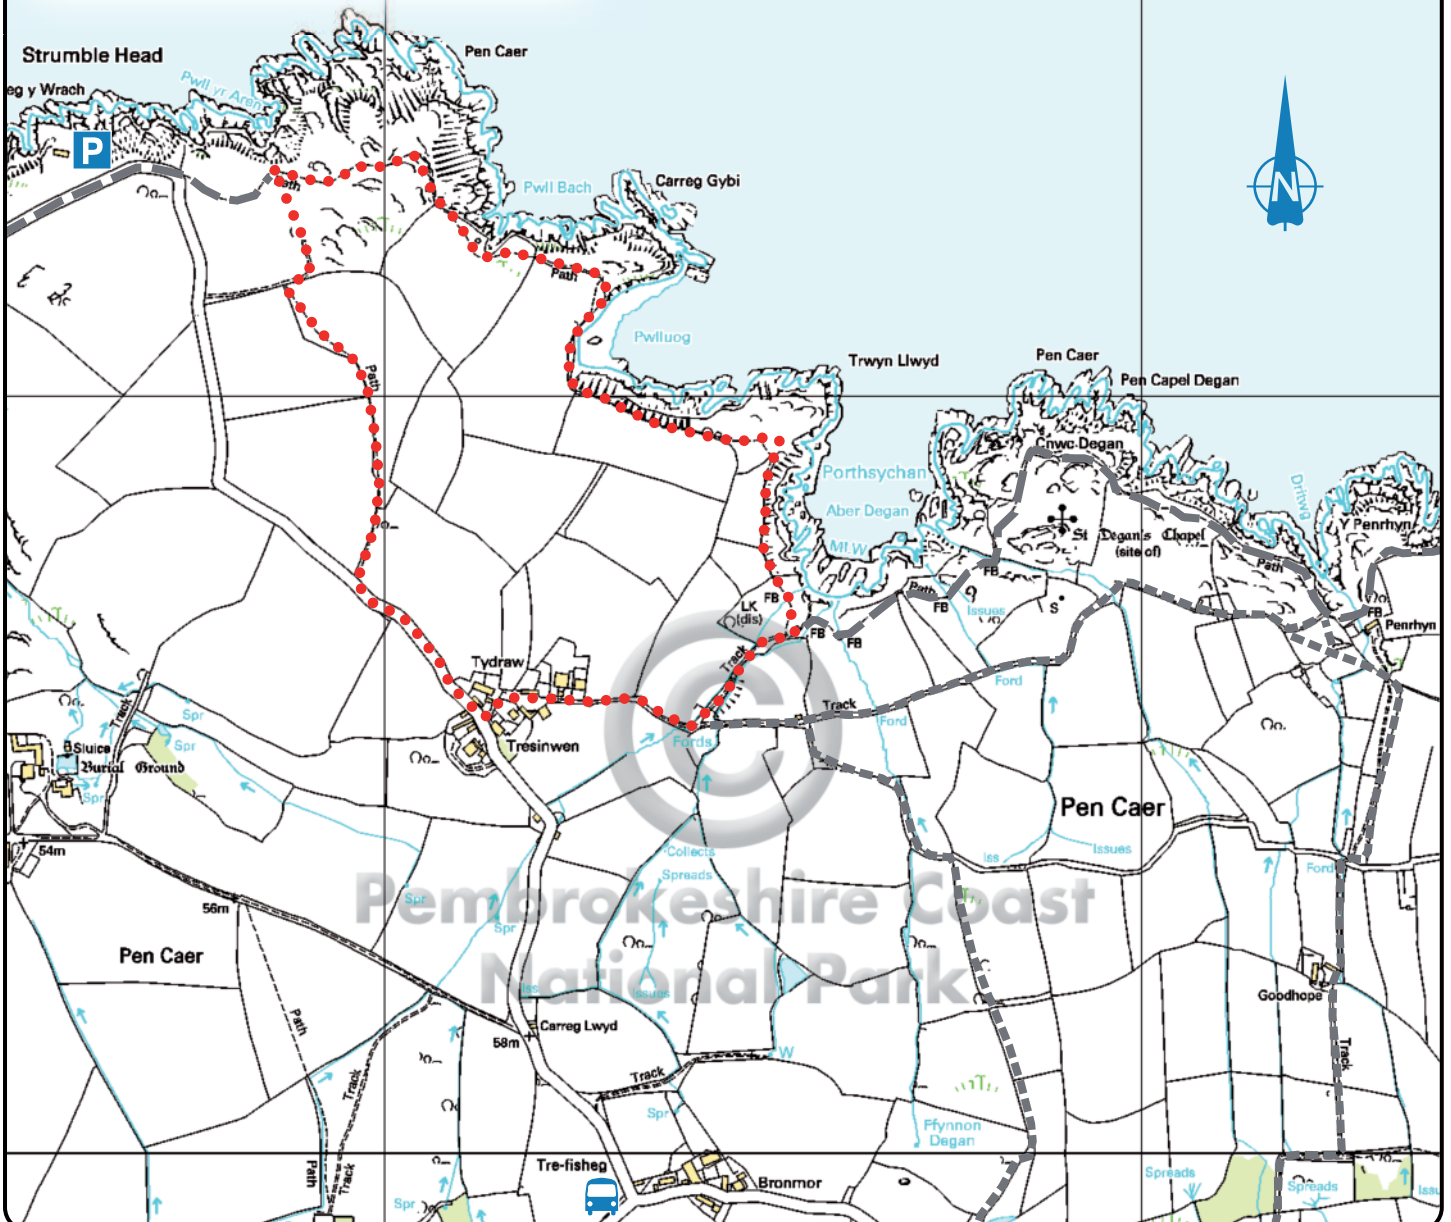 Strumble Head
Pen Caer
eg y Wrach
Pwll yr Aren
P
Path
Pwll Bach
Carreg Gybi
N
Path
Pwlluog
Trwyn Llwyd
Pen Caer
Pen Capel Degan
Path
Cnwc Degan
Porthsychan
Aber Degan
MLW
Dritwg
Y Penrhyn
St Degan's Chapel
(site of)
Path
FB
Path
FB
Issues
S
FB
LK
(dis)
FB
FB
Penrhyn
Track
Tydraw
Ford
Track
Ford
Fords
Tresinwen
Track
Spr
Spr
Sluice
Burial Ground
Spr
Pen Caer
54m
Collects
Iss
Issues
Spreads
Ford
56m
Spr
Spr
©
Pembrokeshire Coast
National Park
Pen Caer
Iss
Issues
Goodhope
Path
58m
Carreg Lwyd
W
Track
Track
Track
Spr
Ffynnon
Degan
Tre-fisheg
Bronmor
Path
Track
Spr
Spreads
Spreads
Issu